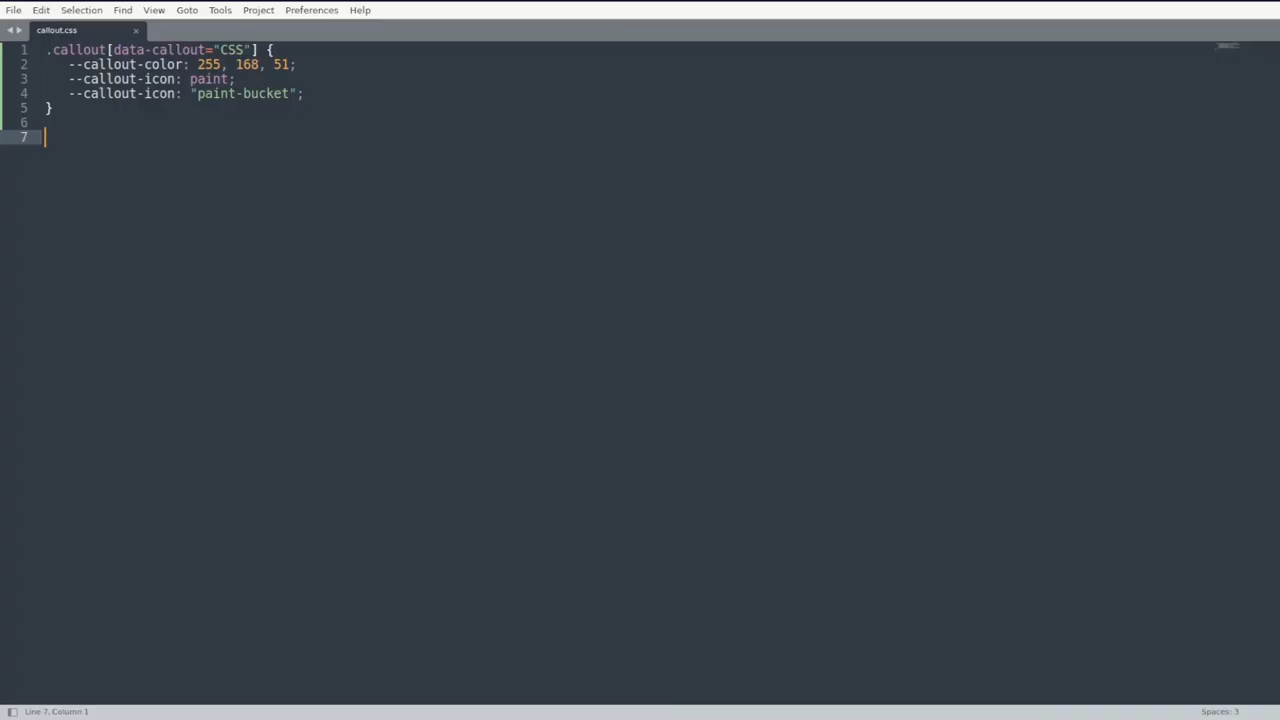 File Edit Selection Find View Goto Tools Project Preferences Help
callout.css
1 .callout[data-callout="CSS"] {
2    --callout-color: 255, 168, 51;
3    --callout-icon: paint;
4    --callout-icon: "paint-bucket";
5 }
6
7
Line 7, Column 1
Spaces: 3